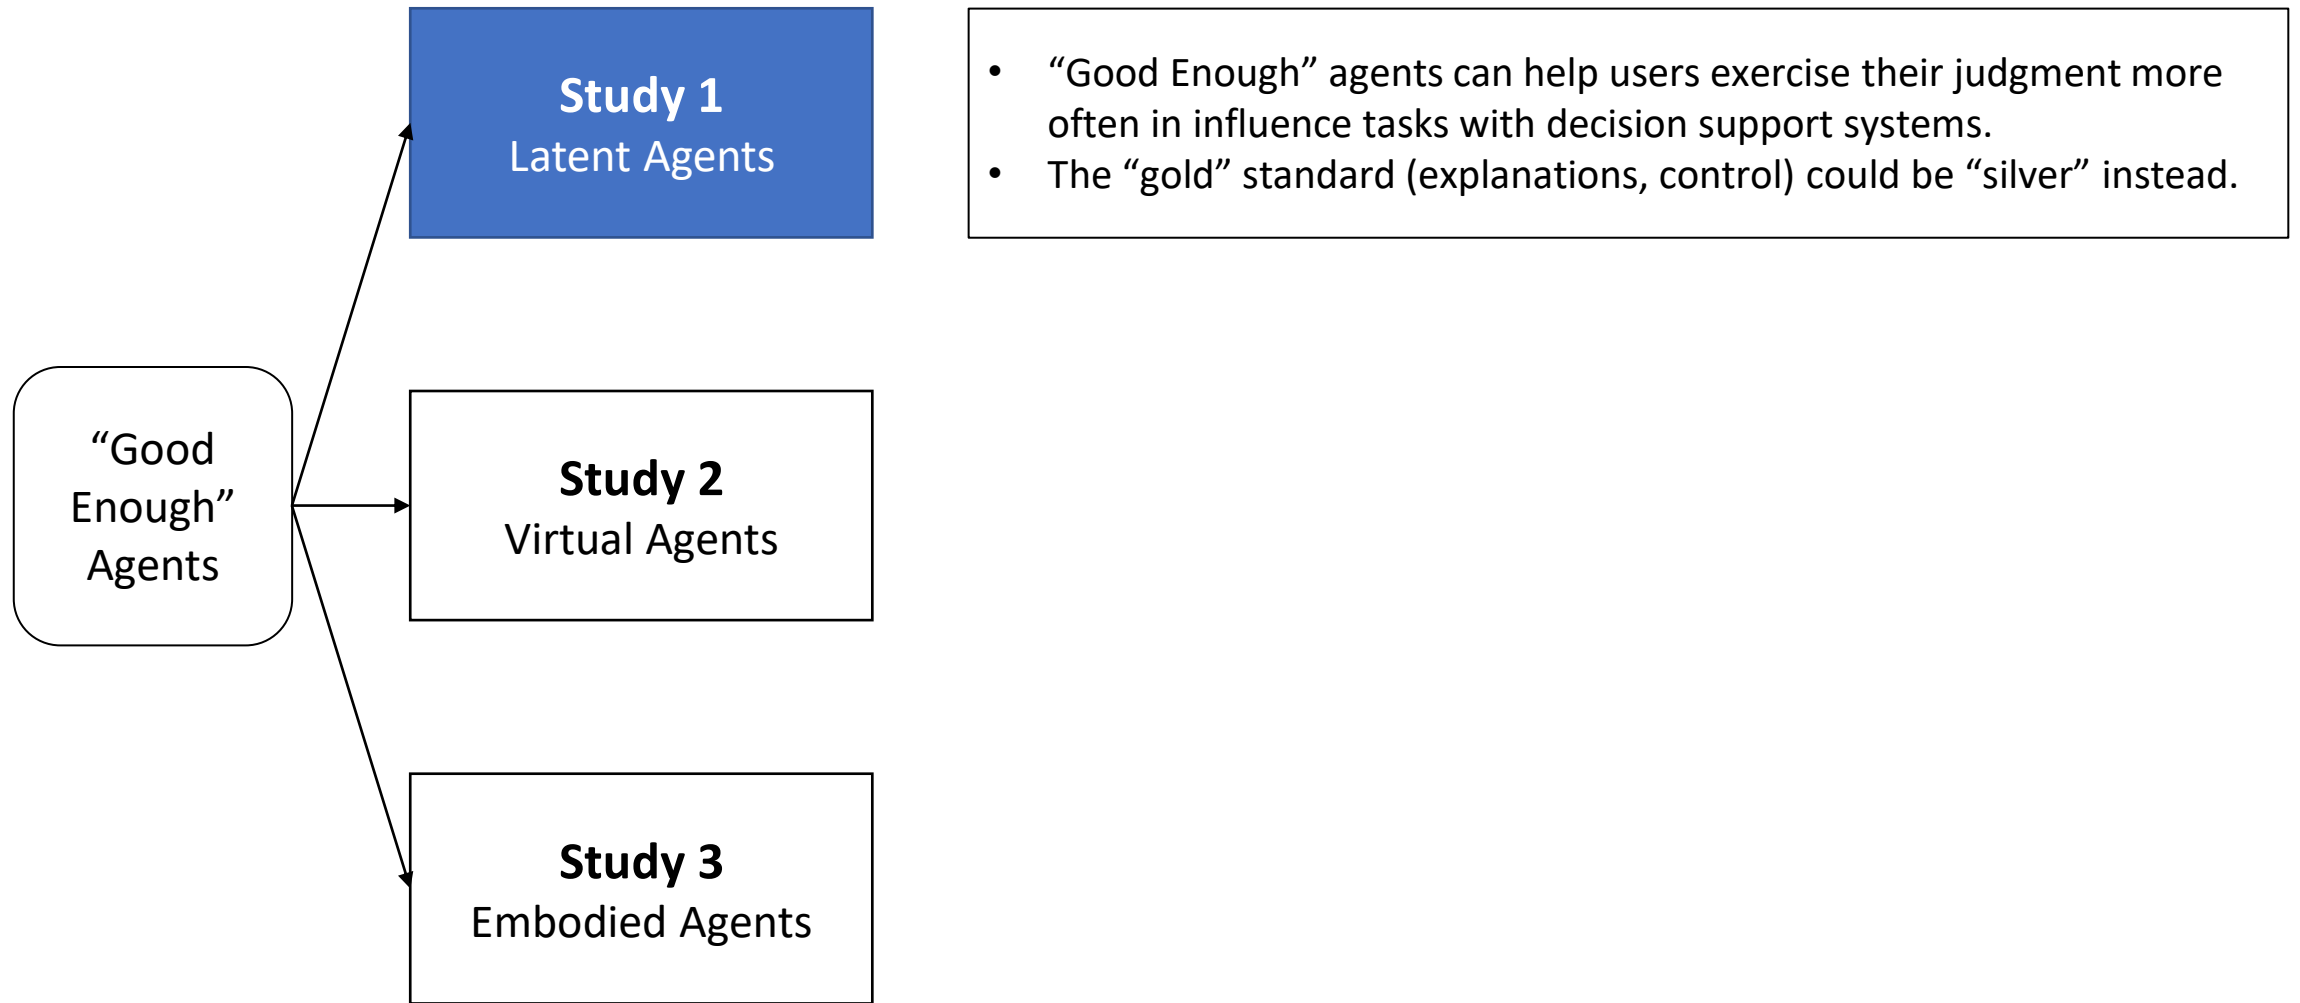 Study 1
Latent Agents
• “Good Enough” agents can help users exercise their judgment more
often in influence tasks with decision support systems.
• The “gold” standard (explanations, control) could be “silver” instead.
“Good
Enough”
Agents
Study 2
Virtual Agents
Study 3
Embodied Agents